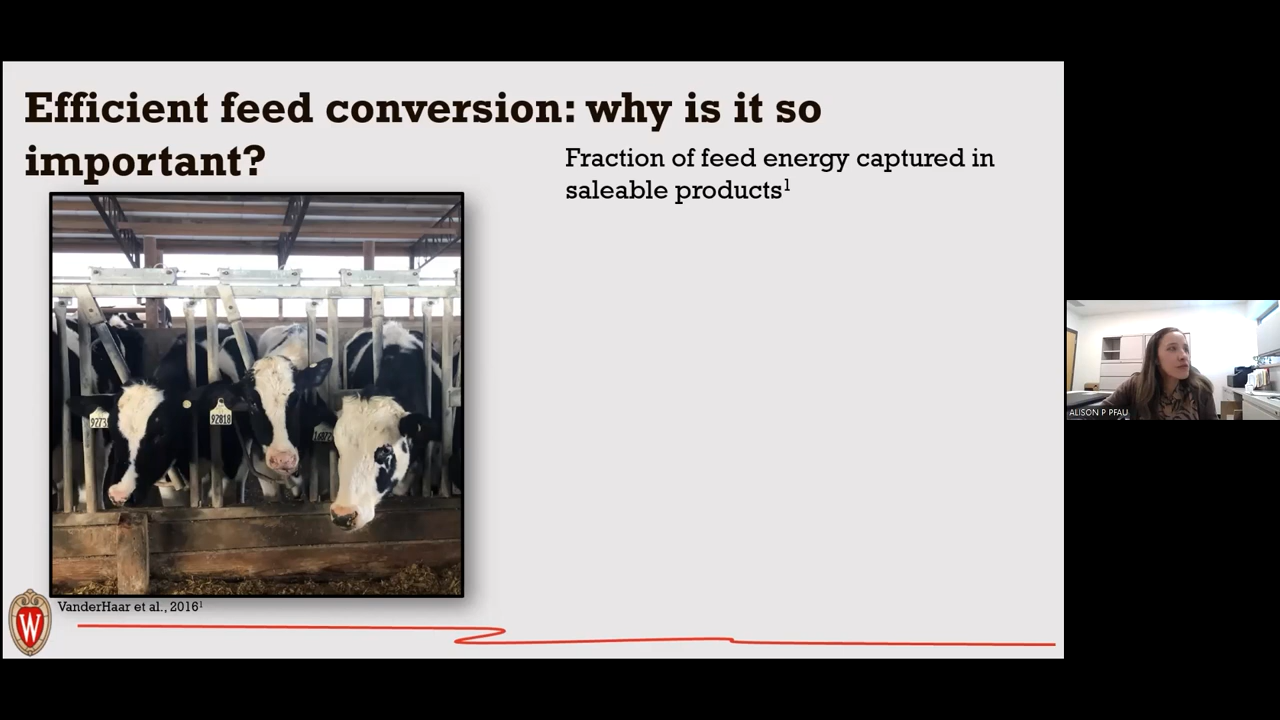 Efficient feed conversion: why is it so
important?
Fraction of feed energy captured in
saleable products¹
9273
92818
VanderHaar et al., 2016¹
W
ALISON P PFAU